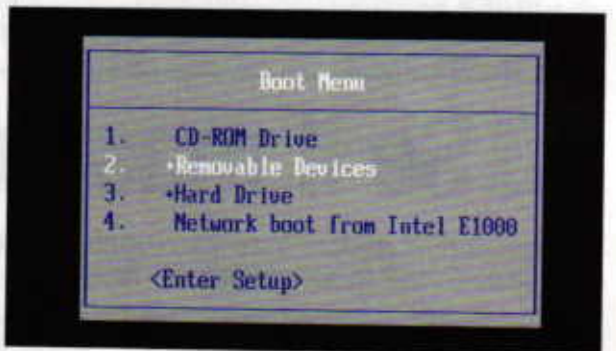 Boot Menu
1. CD-ROM Drive
2. +Removable Devices
3. +Hard Drive
4. Network boot from Intel E1000
<Enter Setup>